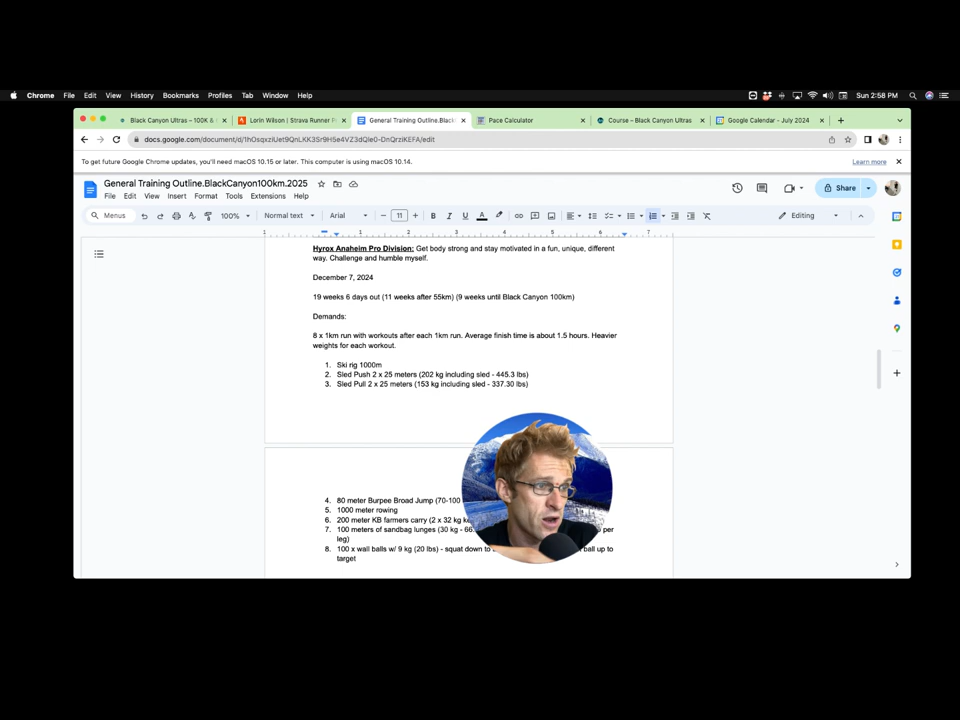 Chrome File Edit View History Bookmarks Profiles Tab Window Help Sun 2:58 PM
Black Canyon Ultras – 100K & Lorin Wilson | Strava Runner P General Training Outline.Black Pace Calculator Course – Black Canyon Ultras Google Calendar - July 2024
To get future Google Chrome updates, you'll need macOS 10.15 or later. This computer is using macOS 10.14. Learn more
General Training Outline.BlackCanyon100km.2025
Share
File Edit View Insert Format Tools Extensions Help
Menus 100% Normal text Arial 11 B I U A Editing
1 1 2 3 4 5 6 7
Hyrox Anaheim Pro Division: Get body strong and stay motivated in a fun, unique, different
way. Challenge and humble myself.
December 7, 2024
19 weeks 6 days out (11 weeks after 55km) (9 weeks until Black Canyon 100km)
Demands:
8 x 1km run with workouts after each 1km run. Average finish time is about 1.5 hours. Heavier
weights for each workout.
1. Ski rig 1000m
2. Sled Push 2 x 25 meters (202 kg including sled - 445.3 lbs)
3. Sled Pull 2 x 25 meters (153 kg including sled - 337.30 lbs)
4. 80 meter Burpee Broad Jump (70-100
5. 1000 meter rowing
6. 200 meter KB farmers carry (2 x 32 kg
7. 100 meters of sandbag lunges (30 kg - 66. per
leg)
8. 100 x wall balls w/ 9 kg (20 lbs) - squat down to ball up to
target